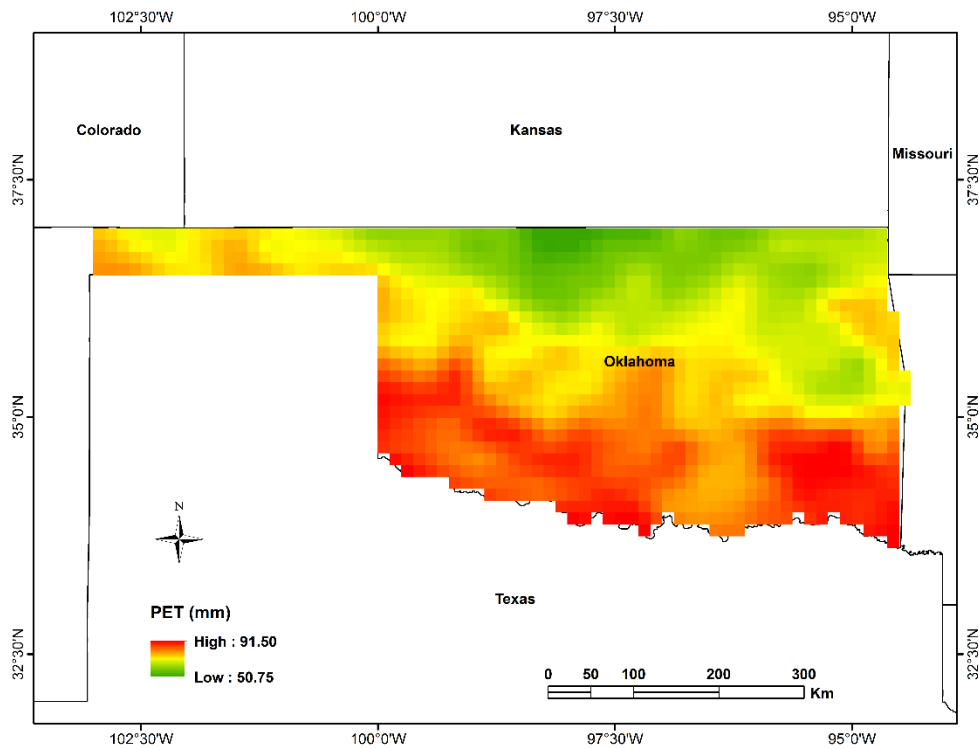 102°30'W 100°0'W 97°30'W 95°0'W
Colorado
Kansas
Missouri
37°30'N 37°30'N
Oklahoma
35°0'N 35°0'N
N
Texas
PET (mm)
High : 91.50
Low : 50.75
32°30'N 32°30'N
0 50 100 200 300
Km
102°30'W 100°0'W 97°30'W 95°0'W